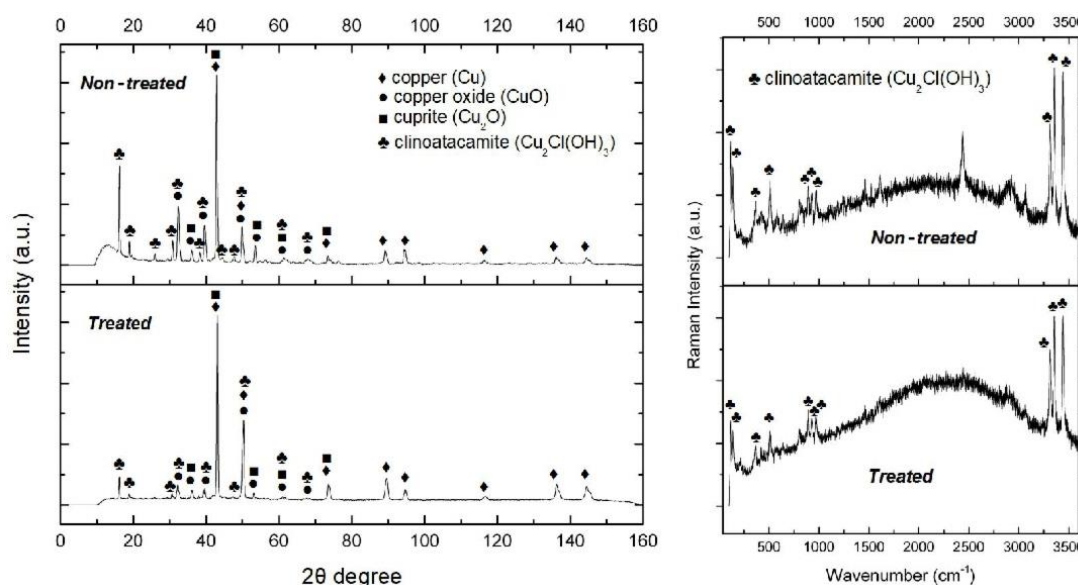 0 20 40 60 80 100 120 140 160
Non-treated
♦ copper (Cu)
● copper oxide (CuO)
■ cuprite (Cu₂O)
♣ clinoatacamite (Cu₂Cl(OH)₃)
Treated
Intensity (a.u.)
0 20 40 60 80 100 120 140 160
2θ degree
500 1000 1500 2000 2500 3000 3500
♣ clinoatacamite (Cu₂Cl(OH)₃)
Non-treated
Treated
Raman Intensity (a.u.)
500 1000 1500 2000 2500 3000 3500
Wavenumber (cm⁻¹)